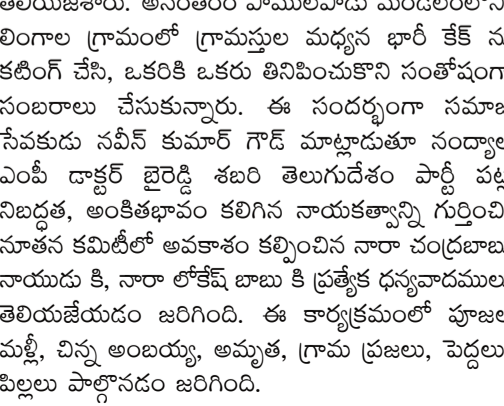 తెలియజేశారు. అనంతరం పాములపాడు మండలంలోని
లింగాల గ్రామంలో గ్రామస్తుల మధ్యన భారీ కేక్ న
కటింగ్ చేసి, ఒకరికి ఒకరు తినిపించుకొని సంతోషంగా
సంబరాలు చేసుకున్నారు. ఈ సందర్భంగా సమాజ
సేవకుడు నవీన్ కుమార్ గౌడ్ మాట్లాడుతూ నంద్యాల
ఎంపీ డాక్టర్ బైరెడ్డి శబరి తెలుగుదేశం పార్టీ పట్ల
నిబద్ధత, అంకితభావం కలిగిన నాయకత్వాన్ని గుర్తించి
నూతన కమిటీలో అవకాశం కల్పించిన నారా చంద్రబాబు
నాయుడు కి, నారా లోకేష్ బాబు కి ప్రత్యేక ధన్యవాదములు
తెలియజేయడం జరిగింది. ఈ కార్యక్రమంలో పూజల
మళ్లీ, చిన్న అంబయ్య, అమృత, గ్రామ ప్రజలు, పెద్దలు
పిల్లలు పాల్గొనడం జరిగింది.